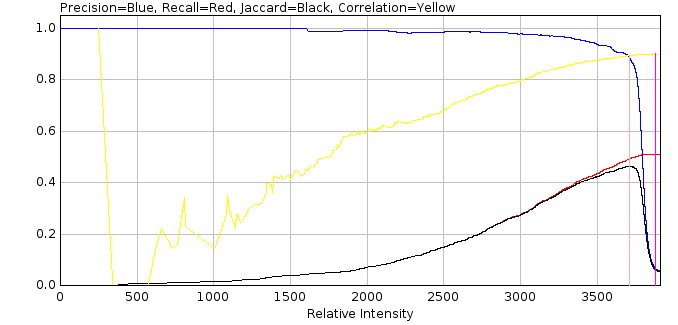 Precision=Blue, Recall=Red, Jaccard=Black, Correlation=Yellow
1.0
0.8
0.6
0.4
0.2
0.0
0 500 1000 1500 2000 2500 3000 3500
Relative Intensity